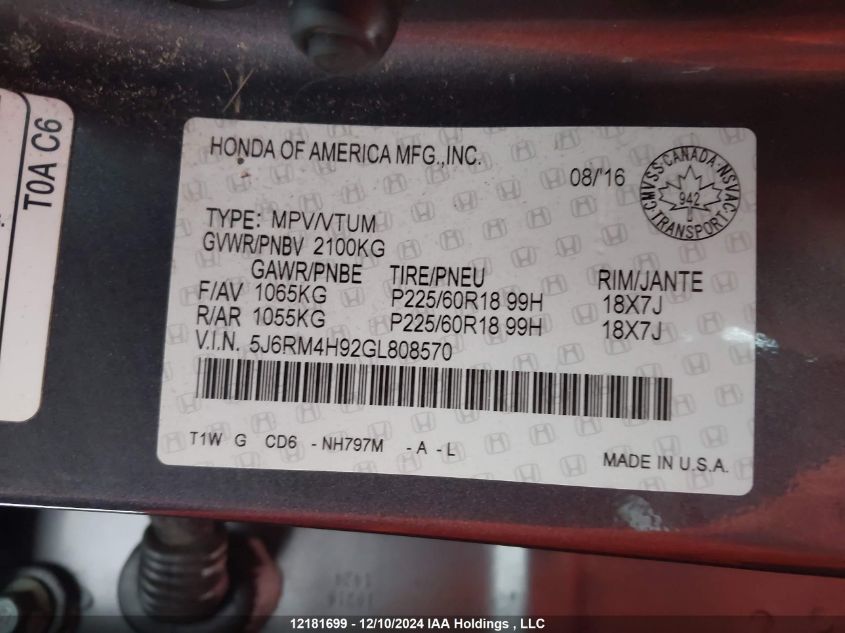 T0A C6
HONDA OF AMERICA MFG.,INC.
08/'16
CMVSS·CANADA·NSVAC
942
TRANSPORT
TYPE: MPV/VTUM
GVWR/PNBV 2100KG
GAWR/PNBE TIRE/PNEU RIM/JANTE
F/AV 1065KG P225/60R18 99H 18X7J
R/AR 1055KG P225/60R18 99H 18X7J
V.I.N. 5J6RM4H92GL808570
T1W G CD6 -NH797M -A -L
MADE IN U.S.A.
12181699 - 12/10/2024 IAA Holdings , LLC